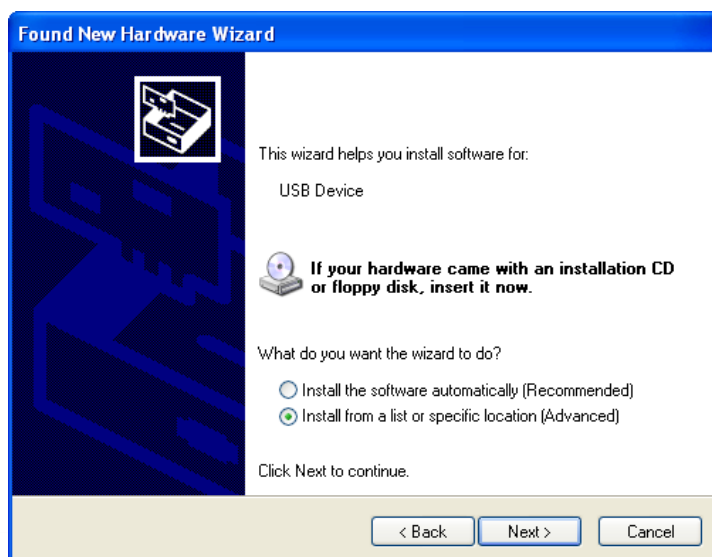 Found New Hardware Wizard
This wizard helps you install software for:
USB Device
If your hardware came with an installation CD
or floppy disk, insert it now.
What do you want the wizard to do?
Install the software automatically (Recommended)
Install from a list or specific location (Advanced)
Click Next to continue.
< Back Next > Cancel